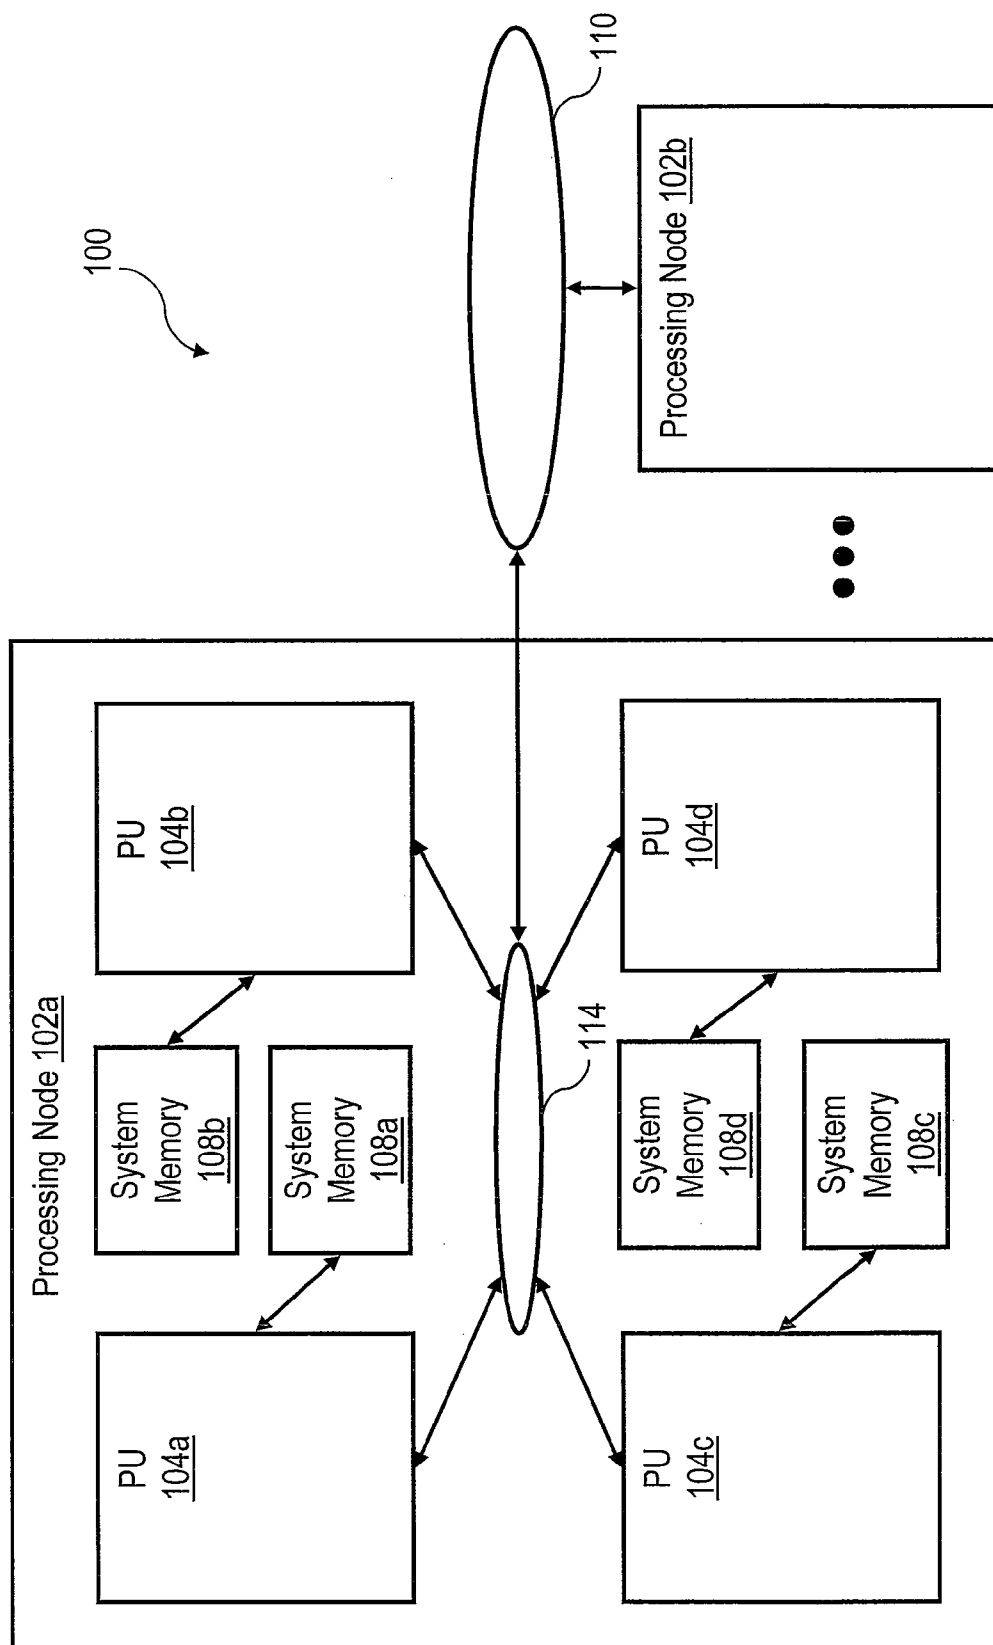 100
Processing Node 102a
PU
104a
System
Memory
108b
System
Memory
108a
PU
104b
110
114
PU
104c
System
Memory
108d
System
Memory
108c
PU
104d
Processing Node 102b